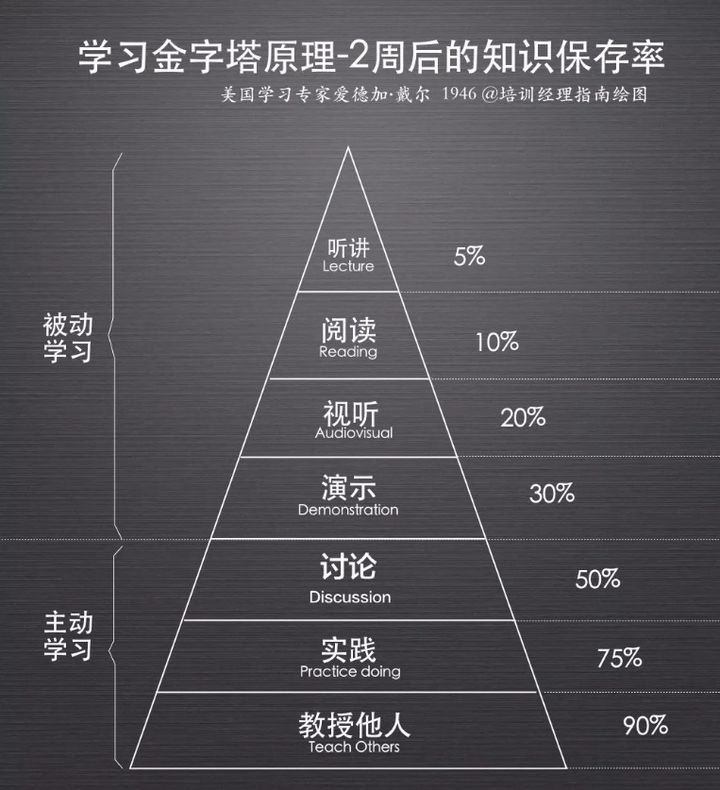 学习金字塔原理-2周后的知识保存率
美国学习专家爱德加·戴尔 1946 @培训经理指南绘图
听讲
Lecture
5%
阅读
Reading
10%
被动
学习
视听
Audiovisual
20%
演示
Demonstration
30%
讨论
Discussion
50%
主动
学习
实践
Practice doing
75%
教授他人
Teach Others
90%